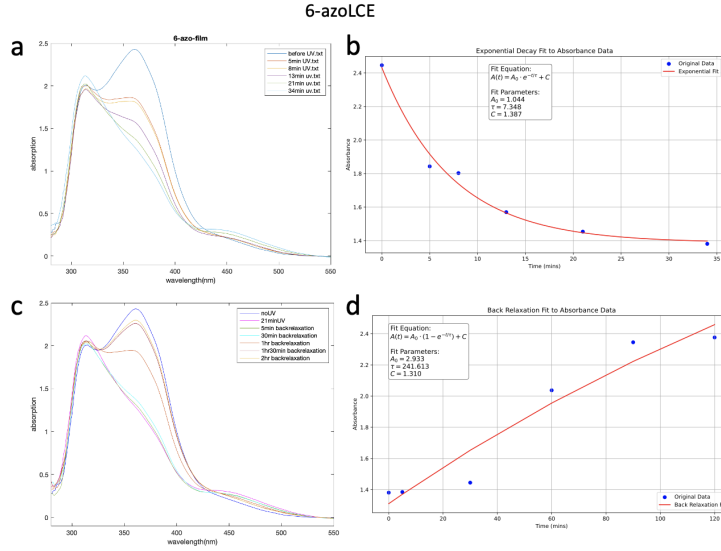 6-azoLCE
a
6-azo-film
2.5
2
1.5
1
0.5
0
absorption
before UV.txt
5min UV.txt
8min UV.txt
13min uv.txt
21min uv.txt
34min uv.txt
300 350 400 450 500 550
wavelength(nm)
b
Exponential Decay Fit to Absorbance Data
2.4
2.2
2.0
1.8
1.6
1.4
Absorbance
Fit Equation:
A(t) = A₀ · e^(-t/τ) + C
Fit Parameters:
A₀ = 1.044
τ = 7.348
C = 1.387
Original Data
Exponential Fit
0 5 10 15 20 25 30 35
Time (mins)
c
2.5
2
1.5
1
0.5
0
absorption
noUV
21minUV
5min backrelaxation
30min backrelaxation
1hr backrelaxation
1hr30min backrelaxation
2hr backrelaxation
300 350 400 450 500 550
wavelength(nm)
d
Back Relaxation Fit to Absorbance Data
2.6
2.4
2.2
2.0
1.8
1.6
1.4
Absorbance
Fit Equation:
A(t) = A₀ · (1 − e^(-t/τ)) + C
Fit Parameters:
A₀ = 2.933
τ = 241.613
C = 1.310
Original Data
Back Relaxation F
0 20 40 60 80 100 120
Time (mins)